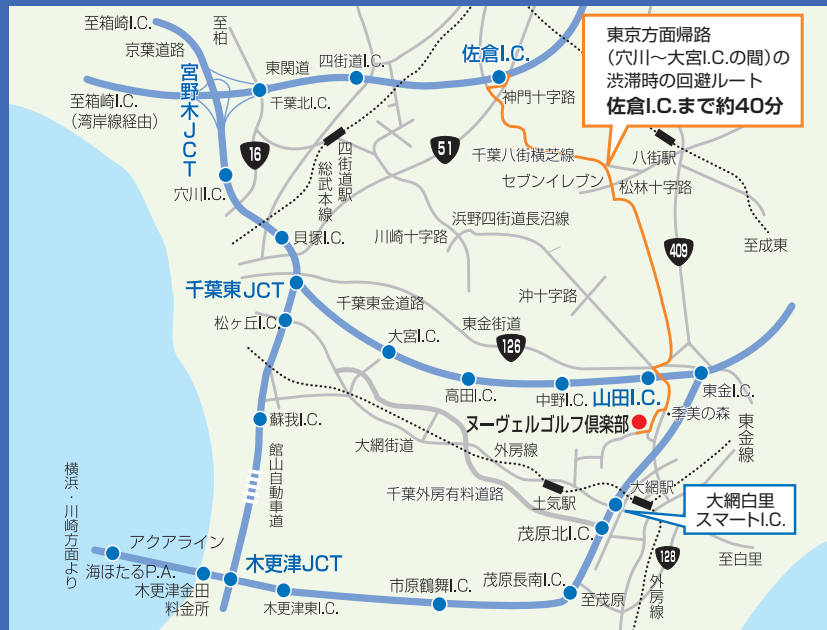 至箱崎I.C.
京葉道路
至柏
東関道
四街道I.C.
佐倉I.C.
東京方面帰路
(穴川〜大宮I.C.の間)の
渋滞時の回避ルート
佐倉I.C.まで約40分
宮野木JCT
至箱崎I.C.
(湾岸線経由)
千葉北I.C.
神門十字路
16
四街道駅
総武本線
51
千葉八街横芝線
八街駅
セブンイレブン
松林十字路
穴川I.C.
貝塚I.C.
川崎十字路
浜野四街道長沼線
409
至成東
千葉東JCT
千葉東金道路
沖十字路
松ヶ丘I.C.
大宮I.C.
東金街道
126
高田I.C.
中野I.C.
山田I.C.
東金I.C.
・季美の森
ヌーヴェルゴルフ倶楽部
東金線
蘇我I.C.
大網街道
外房線
館山自動車道
千葉外房有料道路
土気駅
大網駅
大網白里
スマートI.C.
茂原北I.C.
128
至白里
横浜・川崎方面より
アクアライン
海ほたるP.A.
木更津JCT
木更津金田
料金所
木更津東I.C.
市原鶴舞I.C.
茂原長南I.C.
至茂原
外房線